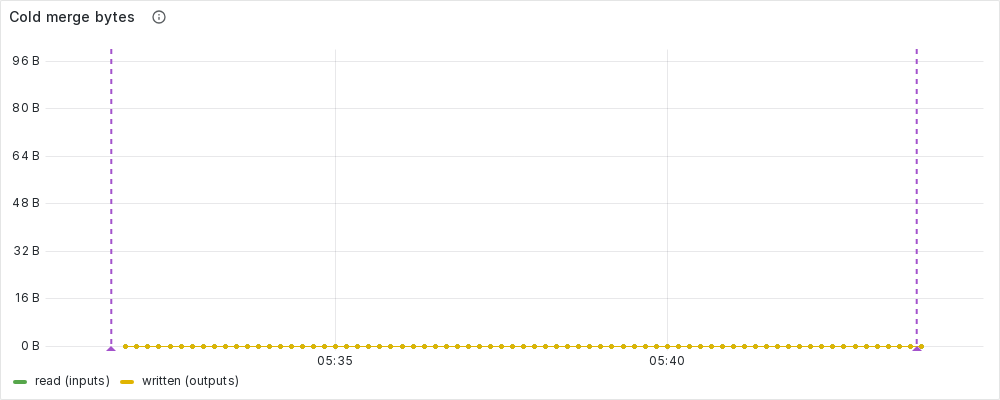 Cold merge bytes
96 B
80 B
64 B
48 B
32 B
16 B
0 B
05:35 05:40
read (inputs) written (outputs)